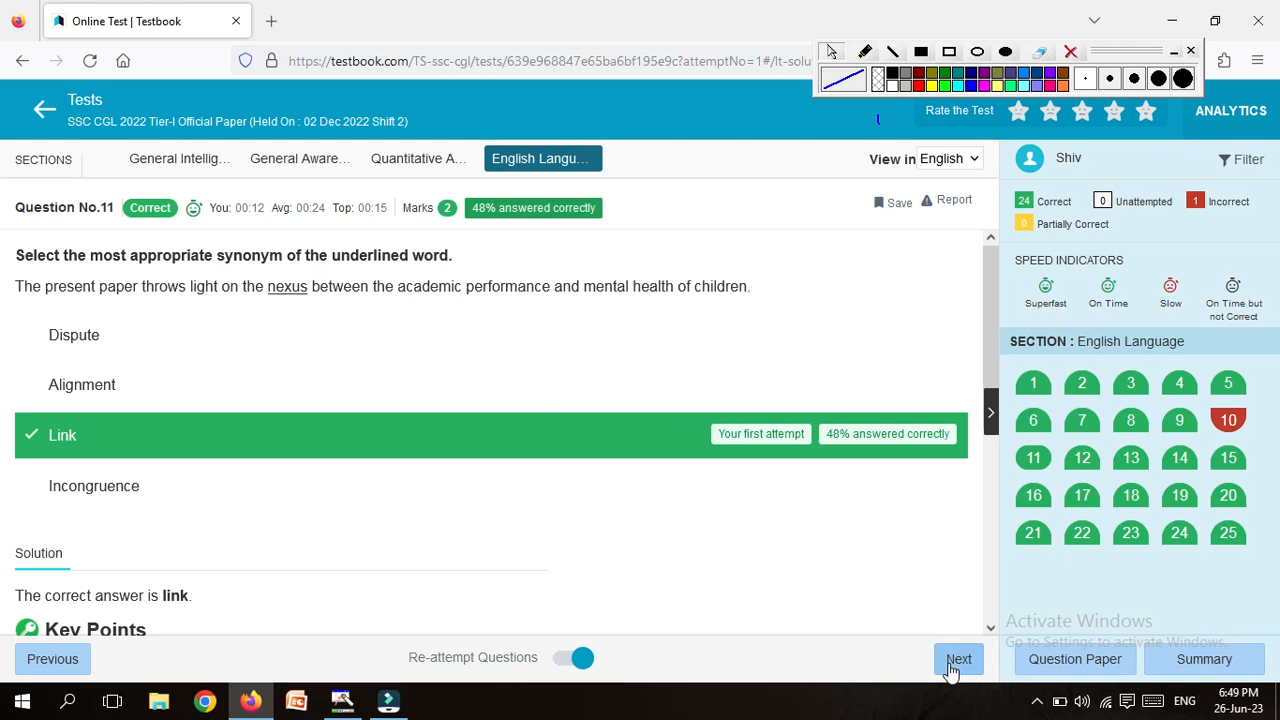 Online Test | Testbook
https://testbook.com/TS-ssc-cgl/tests/639e968847e65ba6bf195e9c?attemptNo=1#/lt-solu
Tests
SSC CGL 2022 Tier-I Official Paper (Held On : 02 Dec 2022 Shift 2)
Rate the Test
ANALYTICS
SECTIONS
General Intellig...
General Aware...
Quantitative A...
English Langu...
View in
English
Shiv
Filter
Question No.11
Correct
You: 00:12
Avg: 00:24
Top: 00:15
Marks
2
48% answered correctly
Save
Report
24 Correct
0 Unattempted
1 Incorrect
0 Partially Correct
Select the most appropriate synonym of the underlined word.
The present paper throws light on the nexus between the academic performance and mental health of children.
Dispute
Alignment
Link
Your first attempt
48% answered correctly
Incongruence
Solution
The correct answer is link.
Key Points
SPEED INDICATORS
Superfast
On Time
Slow
On Time but
not Correct
SECTION : English Language
1 2 3 4 5
6 7 8 9 10
11 12 13 14 15
16 17 18 19 20
21 22 23 24 25
Activate Windows
Go to Settings to activate Windows.
Previous
Re-attempt Questions
Next
Question Paper
Summary
ENG
6:49 PM
26-Jun-23